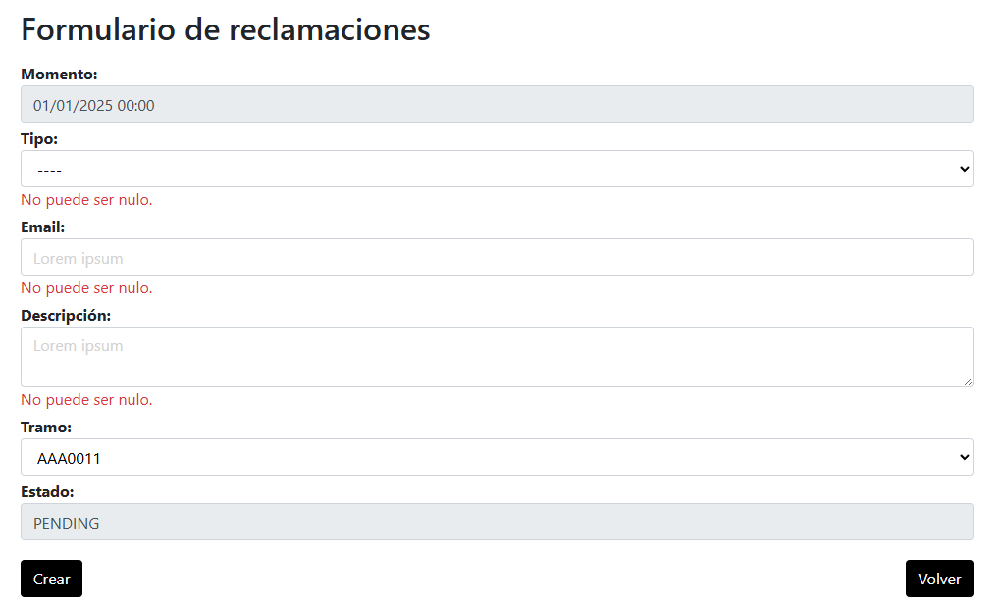 Formulario de reclamaciones
Momento:
01/01/2025 00:00
Tipo:
----
No puede ser nulo.
Email:
Lorem ipsum
No puede ser nulo.
Descripción:
Lorem ipsum
No puede ser nulo.
Tramo:
AAA0011
Estado:
PENDING
Crear
Volver